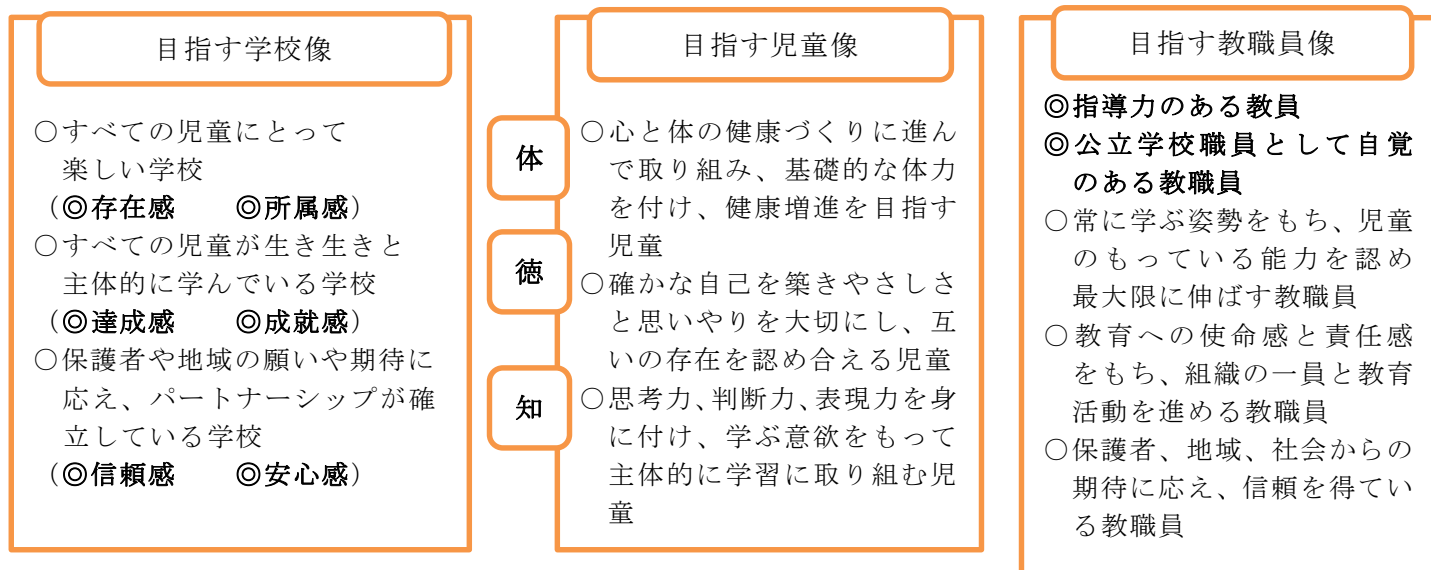 目指す学校像
○すべての児童にとって
楽しい学校
（◎存在感　　◎所属感）
○すべての児童が生き生きと
主体的に学んでいる学校
（◎達成感　　◎成就感）
○保護者や地域の願いや期待に
応え、パートナーシップが確
立している学校
（◎信頼感　　◎安心感）
目指す児童像
体
○心と体の健康づくりに進ん
で取り組み、基礎的な体力
を付け、健康増進を目指す
児童
徳
○確かな自己を築きやさしさ
と思いやりを大切にし、互
いの存在を認め合える児童
知
○思考力、判断力、表現力を身
に付け、学ぶ意欲をもって
主体的に学習に取り組む児
童
目指す教職員像
◎指導力のある教員
◎公立学校職員として自覚
のある教職員
○常に学ぶ姿勢をもち、児童
のもっている能力を認め
最大限に伸ばす教職員
○教育への使命感と責任感
をもち、組織の一員と教育
活動を進める教職員
○保護者、地域、社会からの
期待に応え、信頼を得てい
る教職員